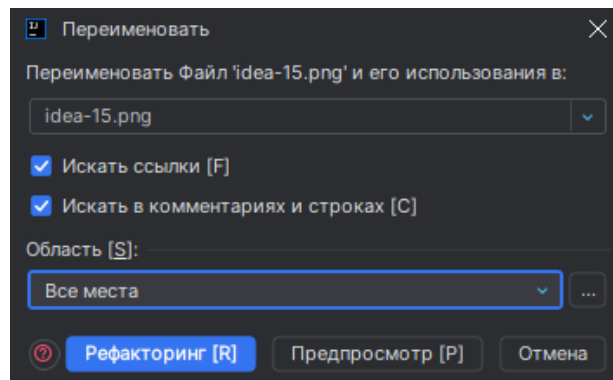 Переименовать
Переименовать Файл 'idea-15.png' и его использования в:
idea-15.png
Искать ссылки [F]
Искать в комментариях и строках [C]
Область [S]:
Все места
...
Рефакторинг [R] Предпросмотр [P] Отмена